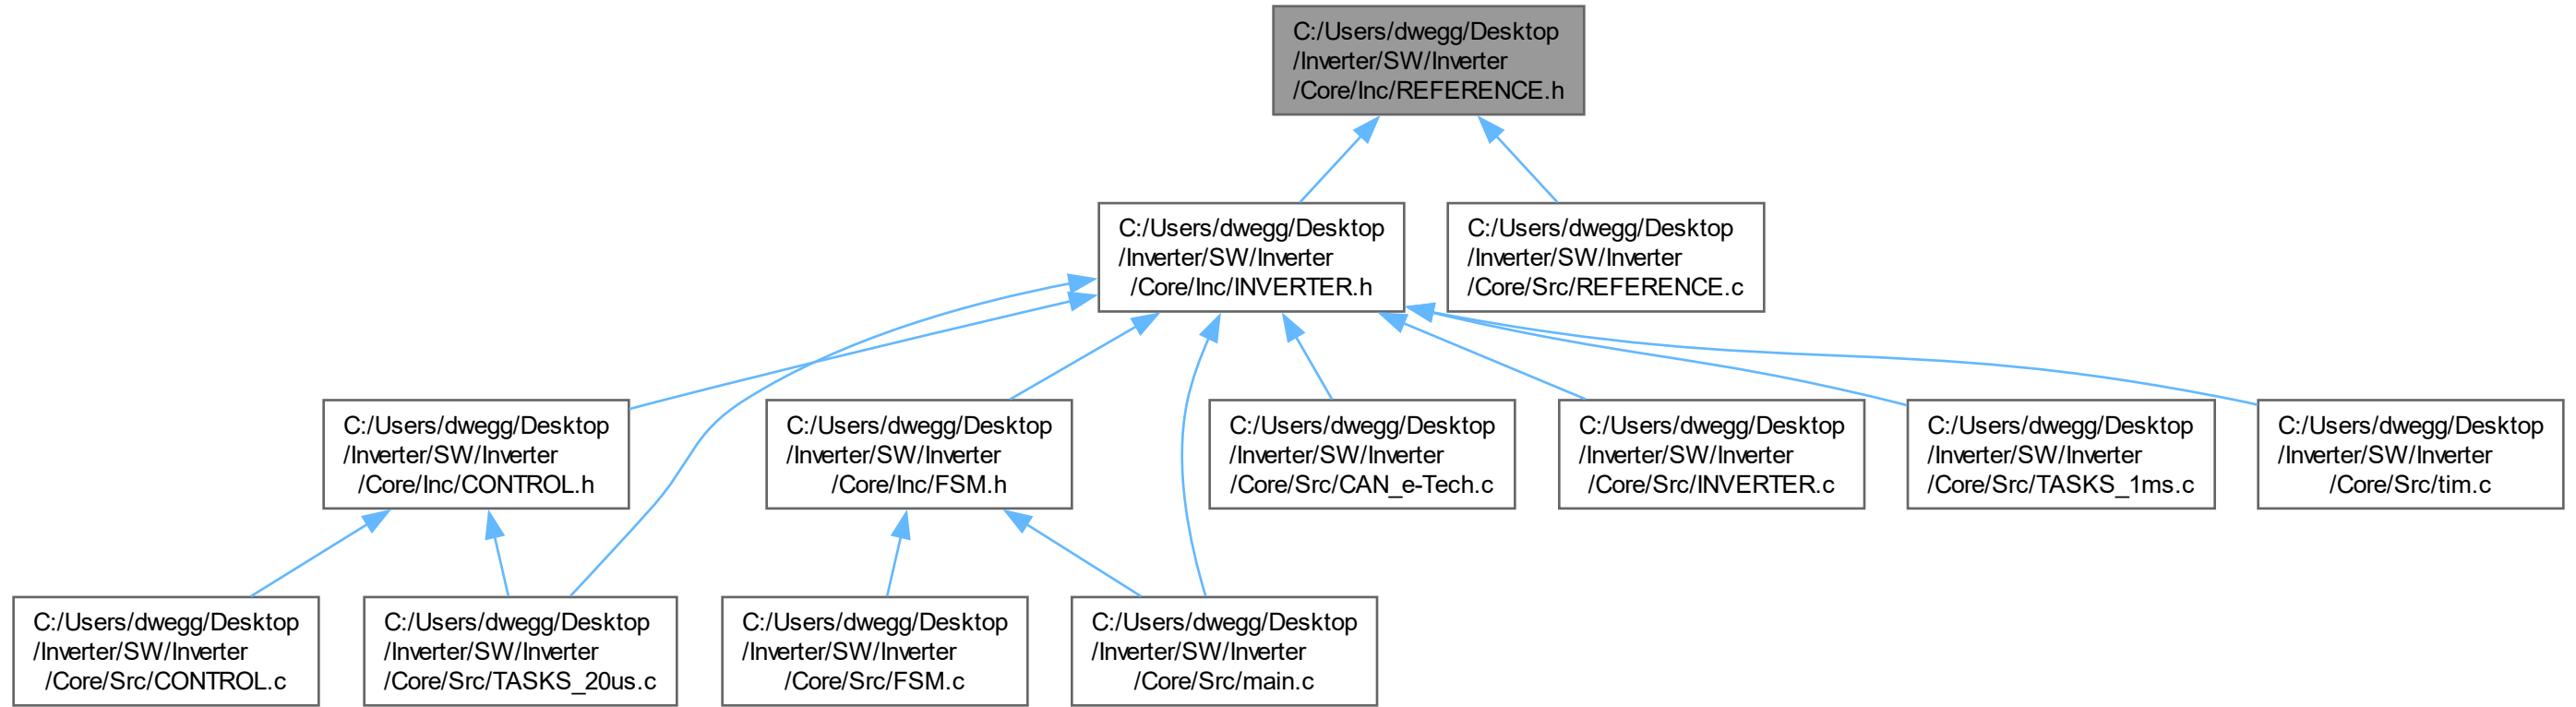 C:/Users/dwegg/Desktop
/Inverter/SW/Inverter
/Core/Inc/REFERENCE.h
C:/Users/dwegg/Desktop
/Inverter/SW/Inverter
/Core/Inc/INVERTER.h
C:/Users/dwegg/Desktop
/Inverter/SW/Inverter
/Core/Src/REFERENCE.c
C:/Users/dwegg/Desktop
/Inverter/SW/Inverter
/Core/Inc/CONTROL.h
C:/Users/dwegg/Desktop
/Inverter/SW/Inverter
/Core/Inc/FSM.h
C:/Users/dwegg/Desktop
/Inverter/SW/Inverter
/Core/Src/CAN_e-Tech.c
C:/Users/dwegg/Desktop
/Inverter/SW/Inverter
/Core/Src/INVERTER.c
C:/Users/dwegg/Desktop
/Inverter/SW/Inverter
/Core/Src/TASKS_1ms.c
C:/Users/dwegg/Desktop
/Inverter/SW/Inverter
/Core/Src/tim.c
C:/Users/dwegg/Desktop
/Inverter/SW/Inverter
/Core/Src/CONTROL.c
C:/Users/dwegg/Desktop
/Inverter/SW/Inverter
/Core/Src/TASKS_20us.c
C:/Users/dwegg/Desktop
/Inverter/SW/Inverter
/Core/Src/FSM.c
C:/Users/dwegg/Desktop
/Inverter/SW/Inverter
/Core/Src/main.c